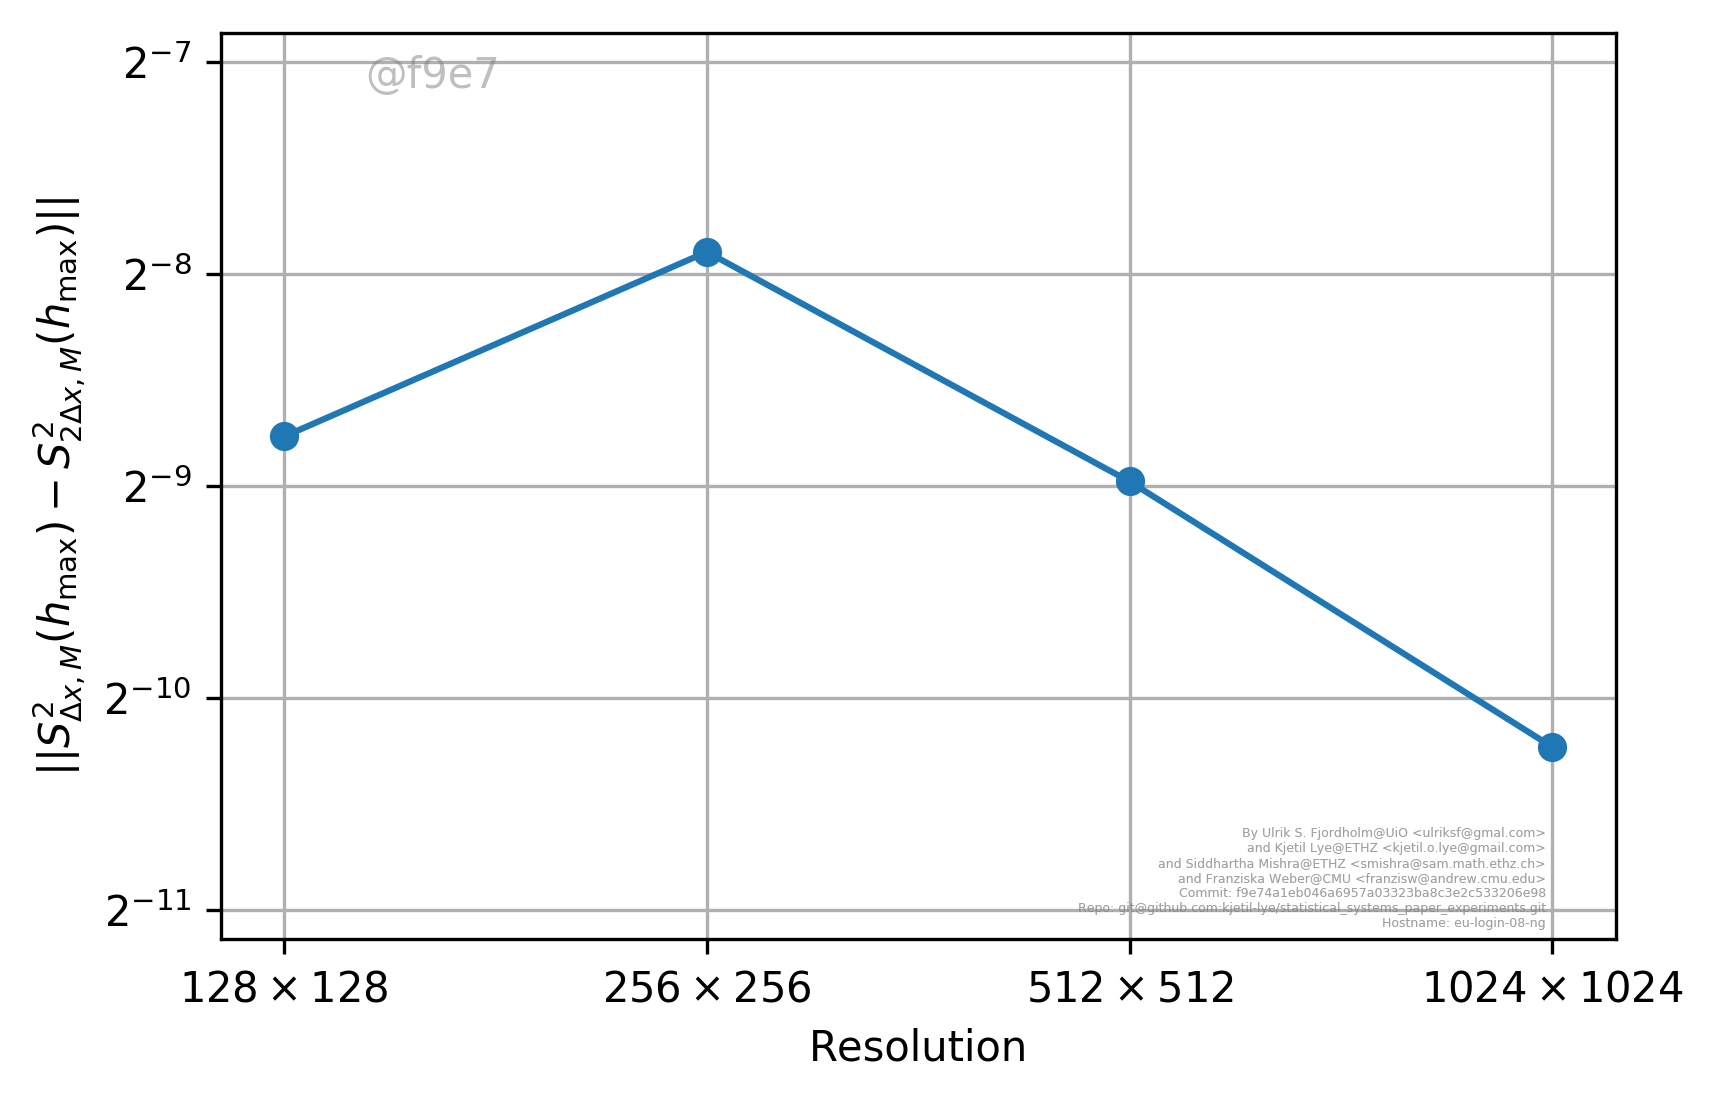 @f9e7
2⁻⁷
2⁻⁸
2⁻⁹
2⁻¹⁰
2⁻¹¹
||S²_{Δx,M}(h_max) − S²_{2Δx,M}(h_max)||
By Ulrik S. Fjordholm@UiO <ulriksf@gmal.com>
and Kjetil Lye@ETHZ <kjetil.o.lye@gmail.com>
and Siddhartha Mishra@ETHZ <smishra@sam.math.ethz.ch>
and Franziska Weber@CMU <franzisw@andrew.cmu.edu>
Commit: f9e74a1eb046a6957a03323ba8c3e2c533206e98
Repo: git@github.com:kjetil-lye/statistical_systems_paper_experiments.git
Hostname: eu-login-08-ng
128 × 128 256 × 256 512 × 512 1024 × 1024
Resolution